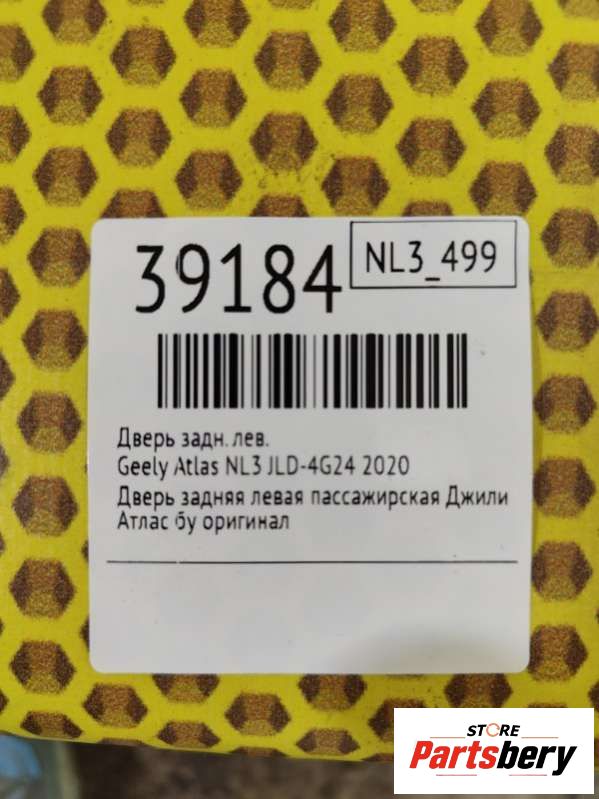 39184
NL3_499
Дверь задн. лев.
Geely Atlas NL3 JLD-4G24 2020
Дверь задняя левая пассажирская Джили
Атлас бу оригинал
STORE
Partsbery